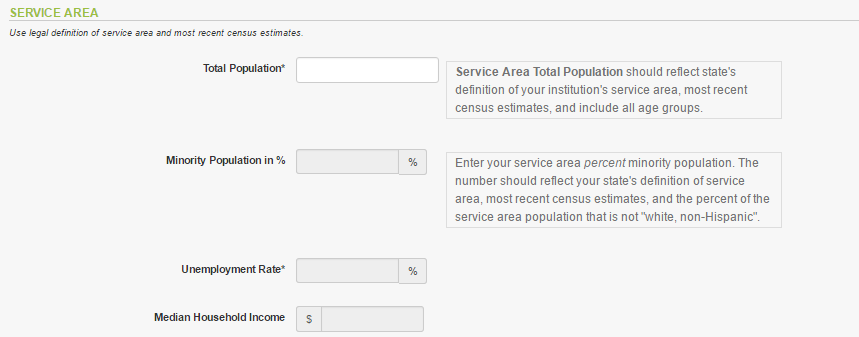 SERVICE AREA
Use legal definition of service area and most recent census estimates.
Total Population*
Service Area Total Population should reflect state's
definition of your institution's service area, most recent
census estimates, and include all age groups.
Minority Population in %
%
Enter your service area percent minority population. The
number should reflect your state's definition of service
area, most recent census estimates, and the percent of the
service area population that is not "white, non-Hispanic".
Unemployment Rate*
%
Median Household Income
$